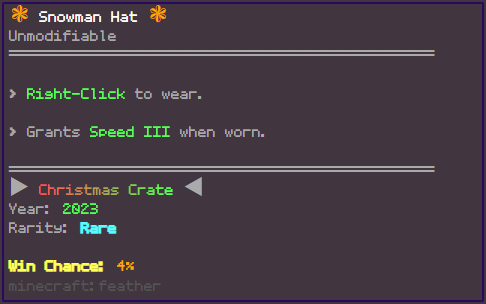 ❃ Snowman Hat ❃
Unmodifiable
> Right-Click to wear.
> Grants Speed III when worn.
▶ Christmas Crate ◀
Year: 2023
Rarity: Rare
Win Chance: 4%
minecraft:feather